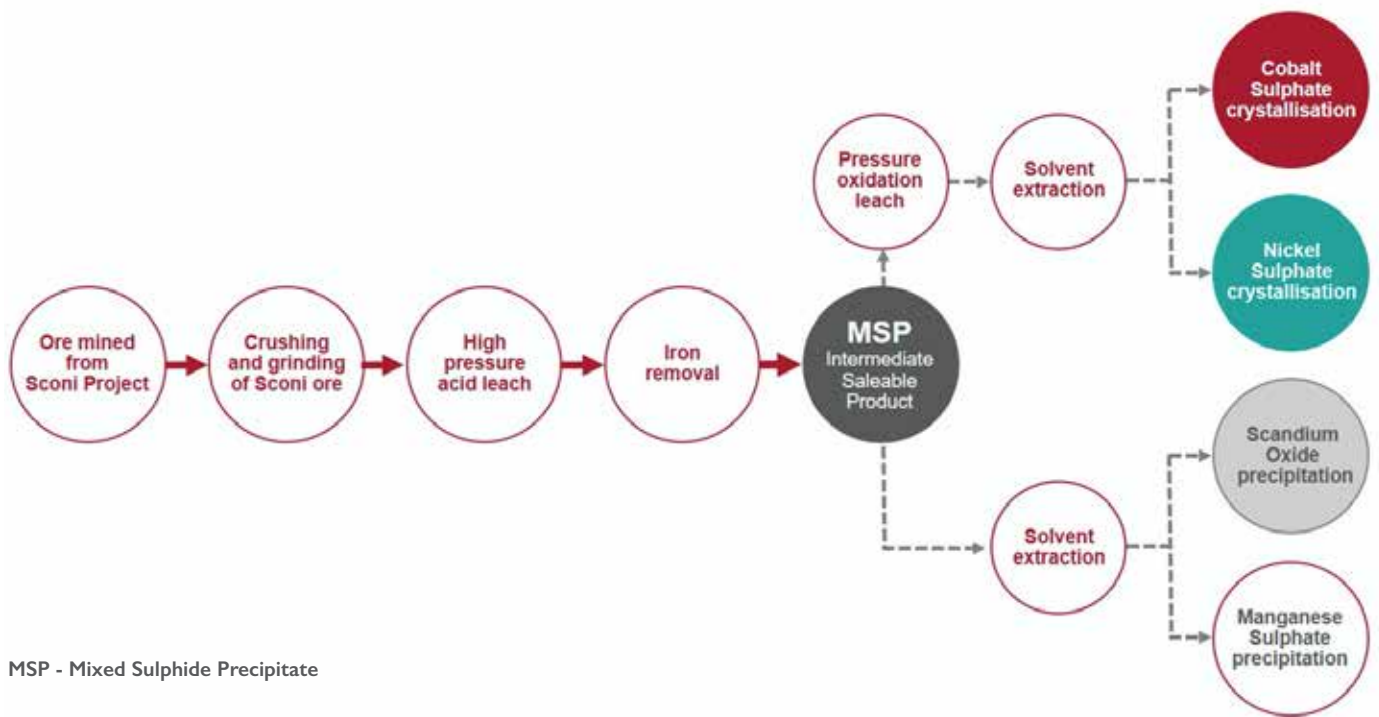 Ore mined
from
Sconi Project
Crushing
and grinding
of Sconi ore
High
pressure
acid leach
Iron
removal
MSP
Intermediate
Saleable
Product
Pressure
oxidation
leach
Solvent
extraction
Cobalt
Sulphate
crystallisation
Nickel
Sulphate
crystallisation
Solvent
extraction
Scandium
Oxide
precipitation
Manganese
Sulphate
precipitation
MSP - Mixed Sulphide Precipitate